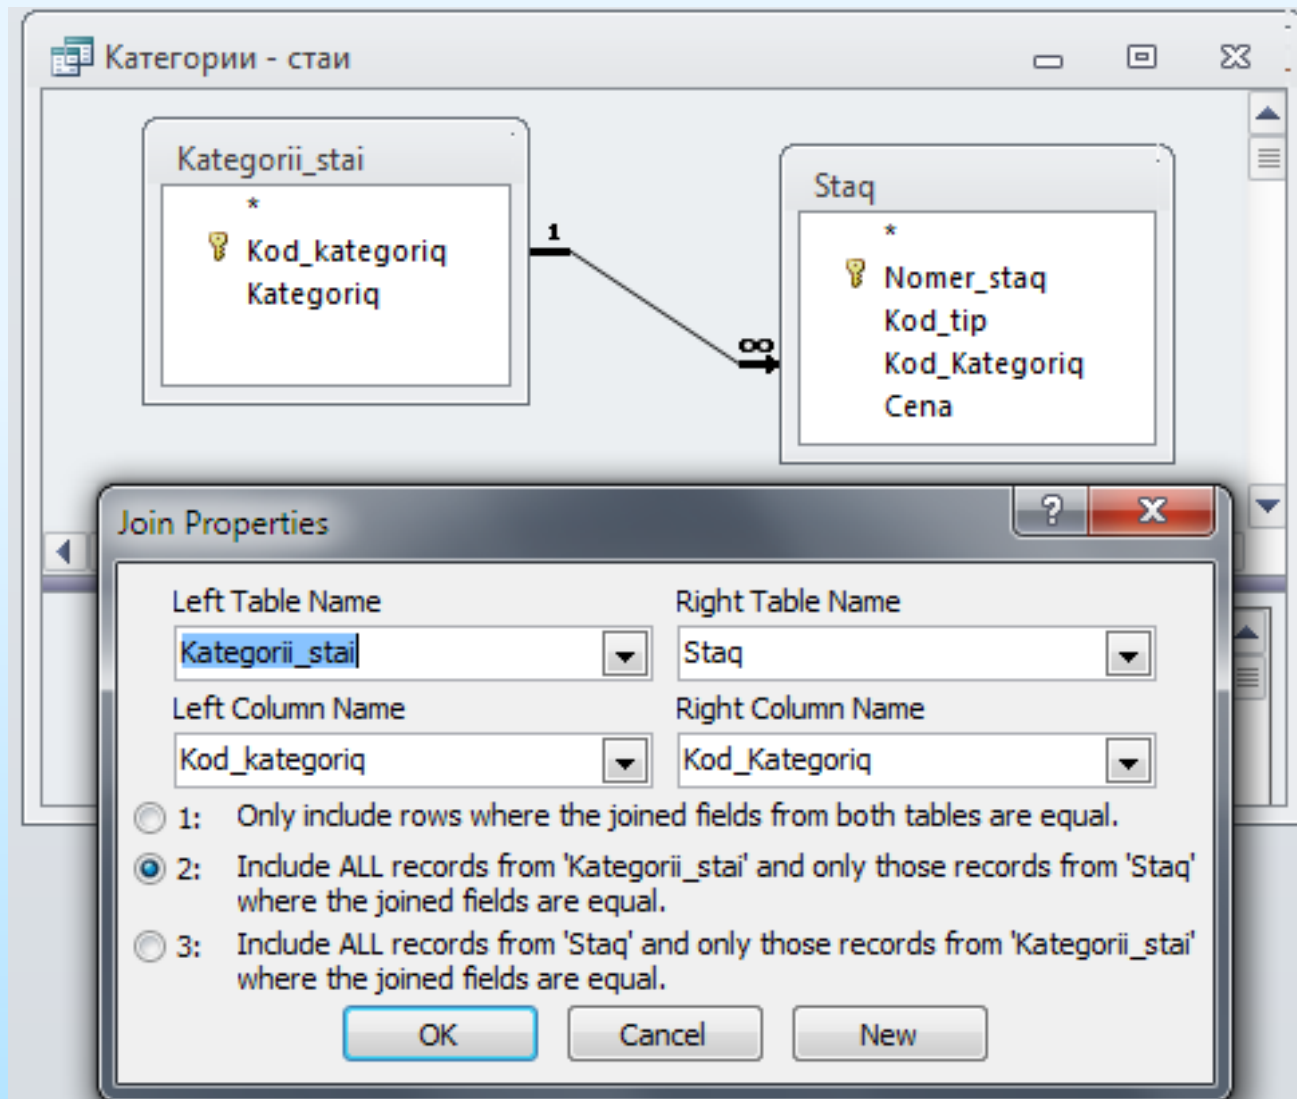 Категории - стаи
Kategorii_stai
*
Kod_kategoriq
Kategoriq
1
∞
Staq
*
Nomer_staq
Kod_tip
Kod_Kategoriq
Cena
Join Properties
?
Left Table Name
Right Table Name
Kategorii_stai
Staq
Left Column Name
Right Column Name
Kod_kategoriq
Kod_Kategoriq
1: Only include rows where the joined fields from both tables are equal.
2: Include ALL records from 'Kategorii_stai' and only those records from 'Staq'
where the joined fields are equal.
3: Include ALL records from 'Staq' and only those records from 'Kategorii_stai'
where the joined fields are equal.
OK Cancel New